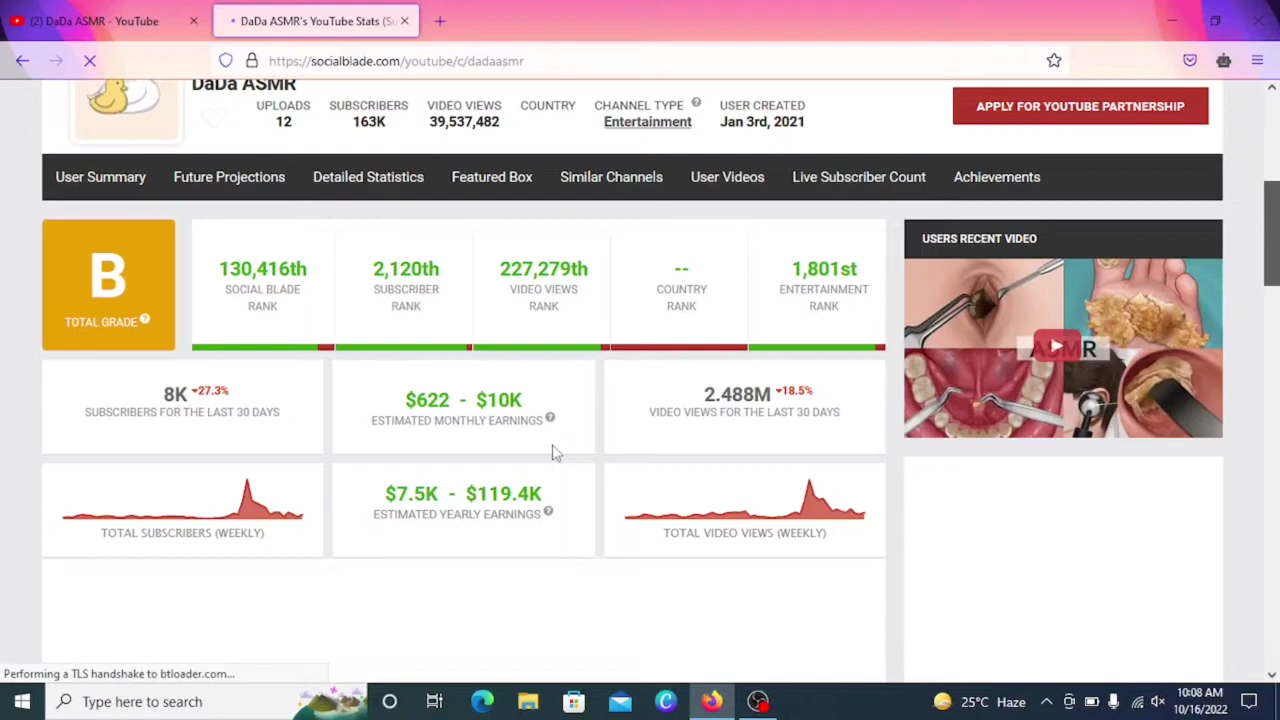 (2) DaDa ASMR - YouTube
DaDa ASMR's YouTube Stats (Su
https://socialblade.com/youtube/c/dadaasmr
DaDa ASMR
UPLOADS
12
SUBSCRIBERS
163K
VIDEO VIEWS
39,537,482
COUNTRY
CHANNEL TYPE ?
Entertainment
USER CREATED
Jan 3rd, 2021
APPLY FOR YOUTUBE PARTNERSHIP
User Summary
Future Projections
Detailed Statistics
Featured Box
Similar Channels
User Videos
Live Subscriber Count
Achievements
B
TOTAL GRADE ?
130,416th
SOCIAL BLADE
RANK
2,120th
SUBSCRIBER
RANK
227,279th
VIDEO VIEWS
RANK
--
COUNTRY
RANK
1,801st
ENTERTAINMENT
RANK
USERS RECENT VIDEO
ASMR
8K 27.3%
SUBSCRIBERS FOR THE LAST 30 DAYS
$622 - $10K
ESTIMATED MONTHLY EARNINGS ?
2.488M 18.5%
VIDEO VIEWS FOR THE LAST 30 DAYS
TOTAL SUBSCRIBERS (WEEKLY)
$7.5K - $119.4K
ESTIMATED YEARLY EARNINGS ?
TOTAL VIDEO VIEWS (WEEKLY)
Performing a TLS handshake to btloader.com...
Type here to search
25°C Haze
10:08 AM
10/16/2022